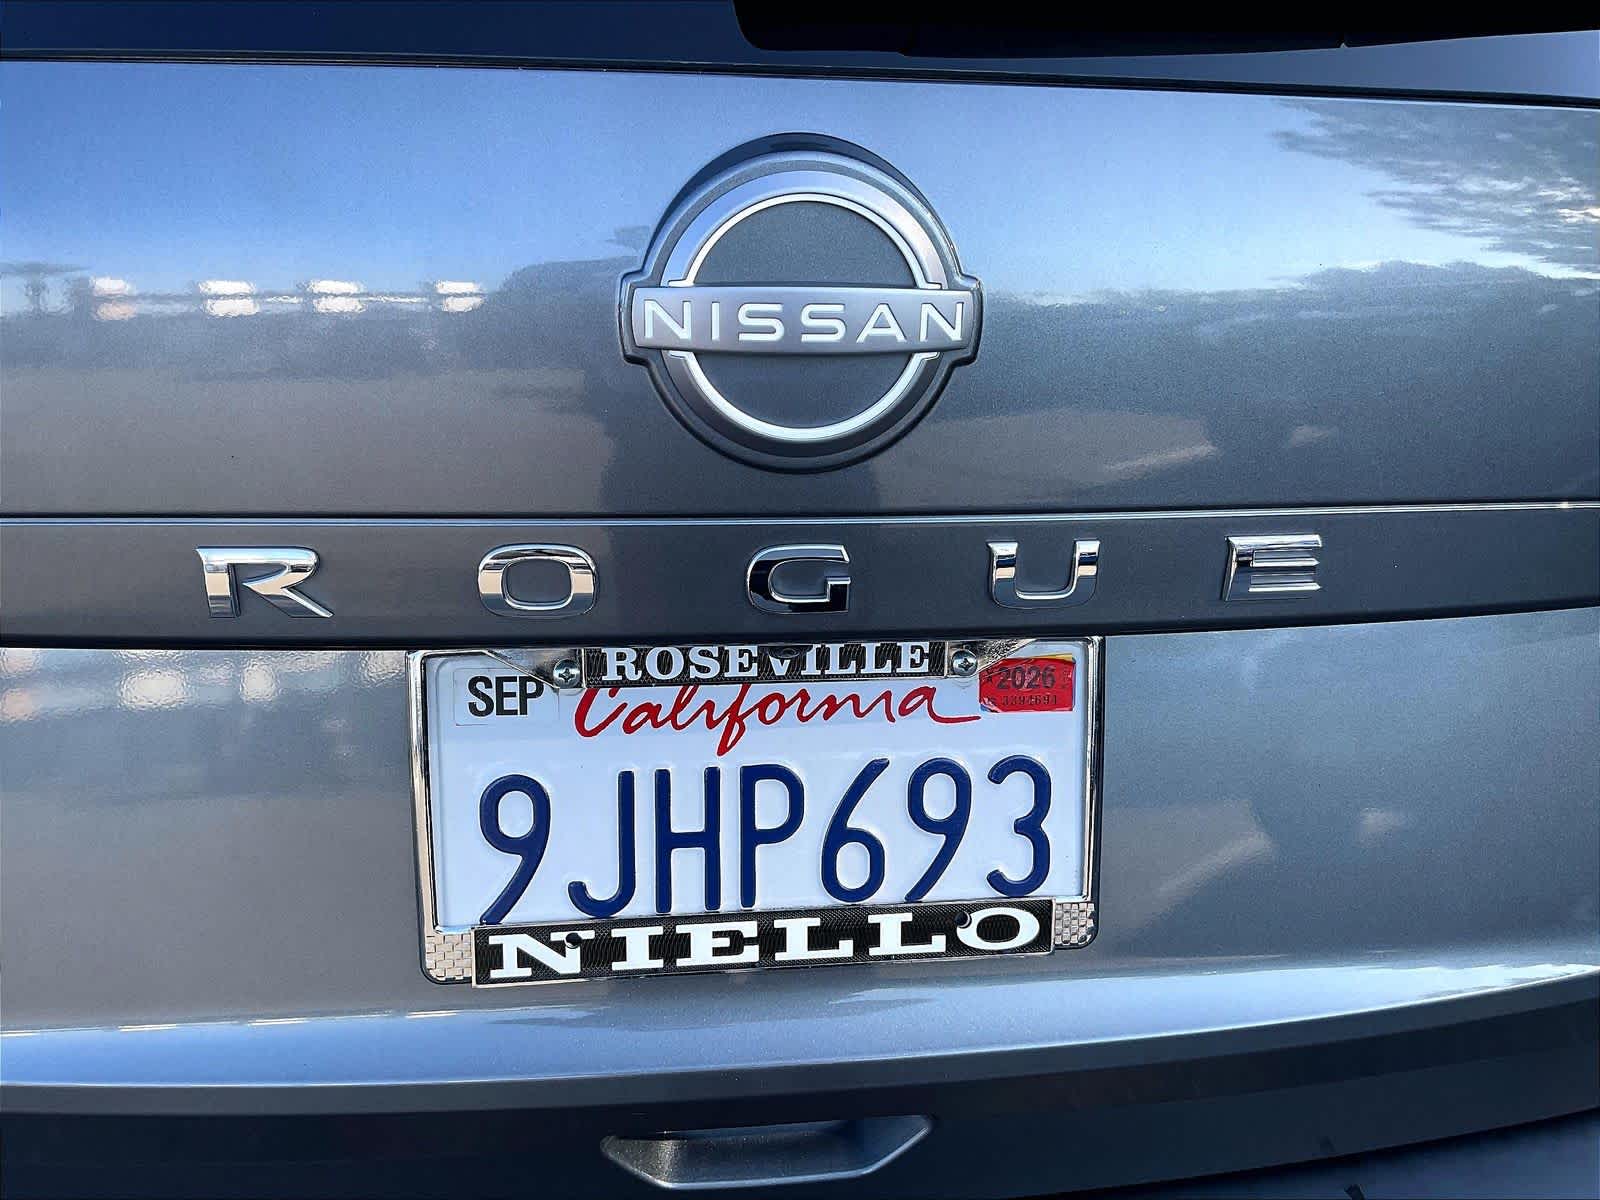 NISSAN
ROGUE
ROSEVILLE
SEP California 2026
9JHP693
NIELLO